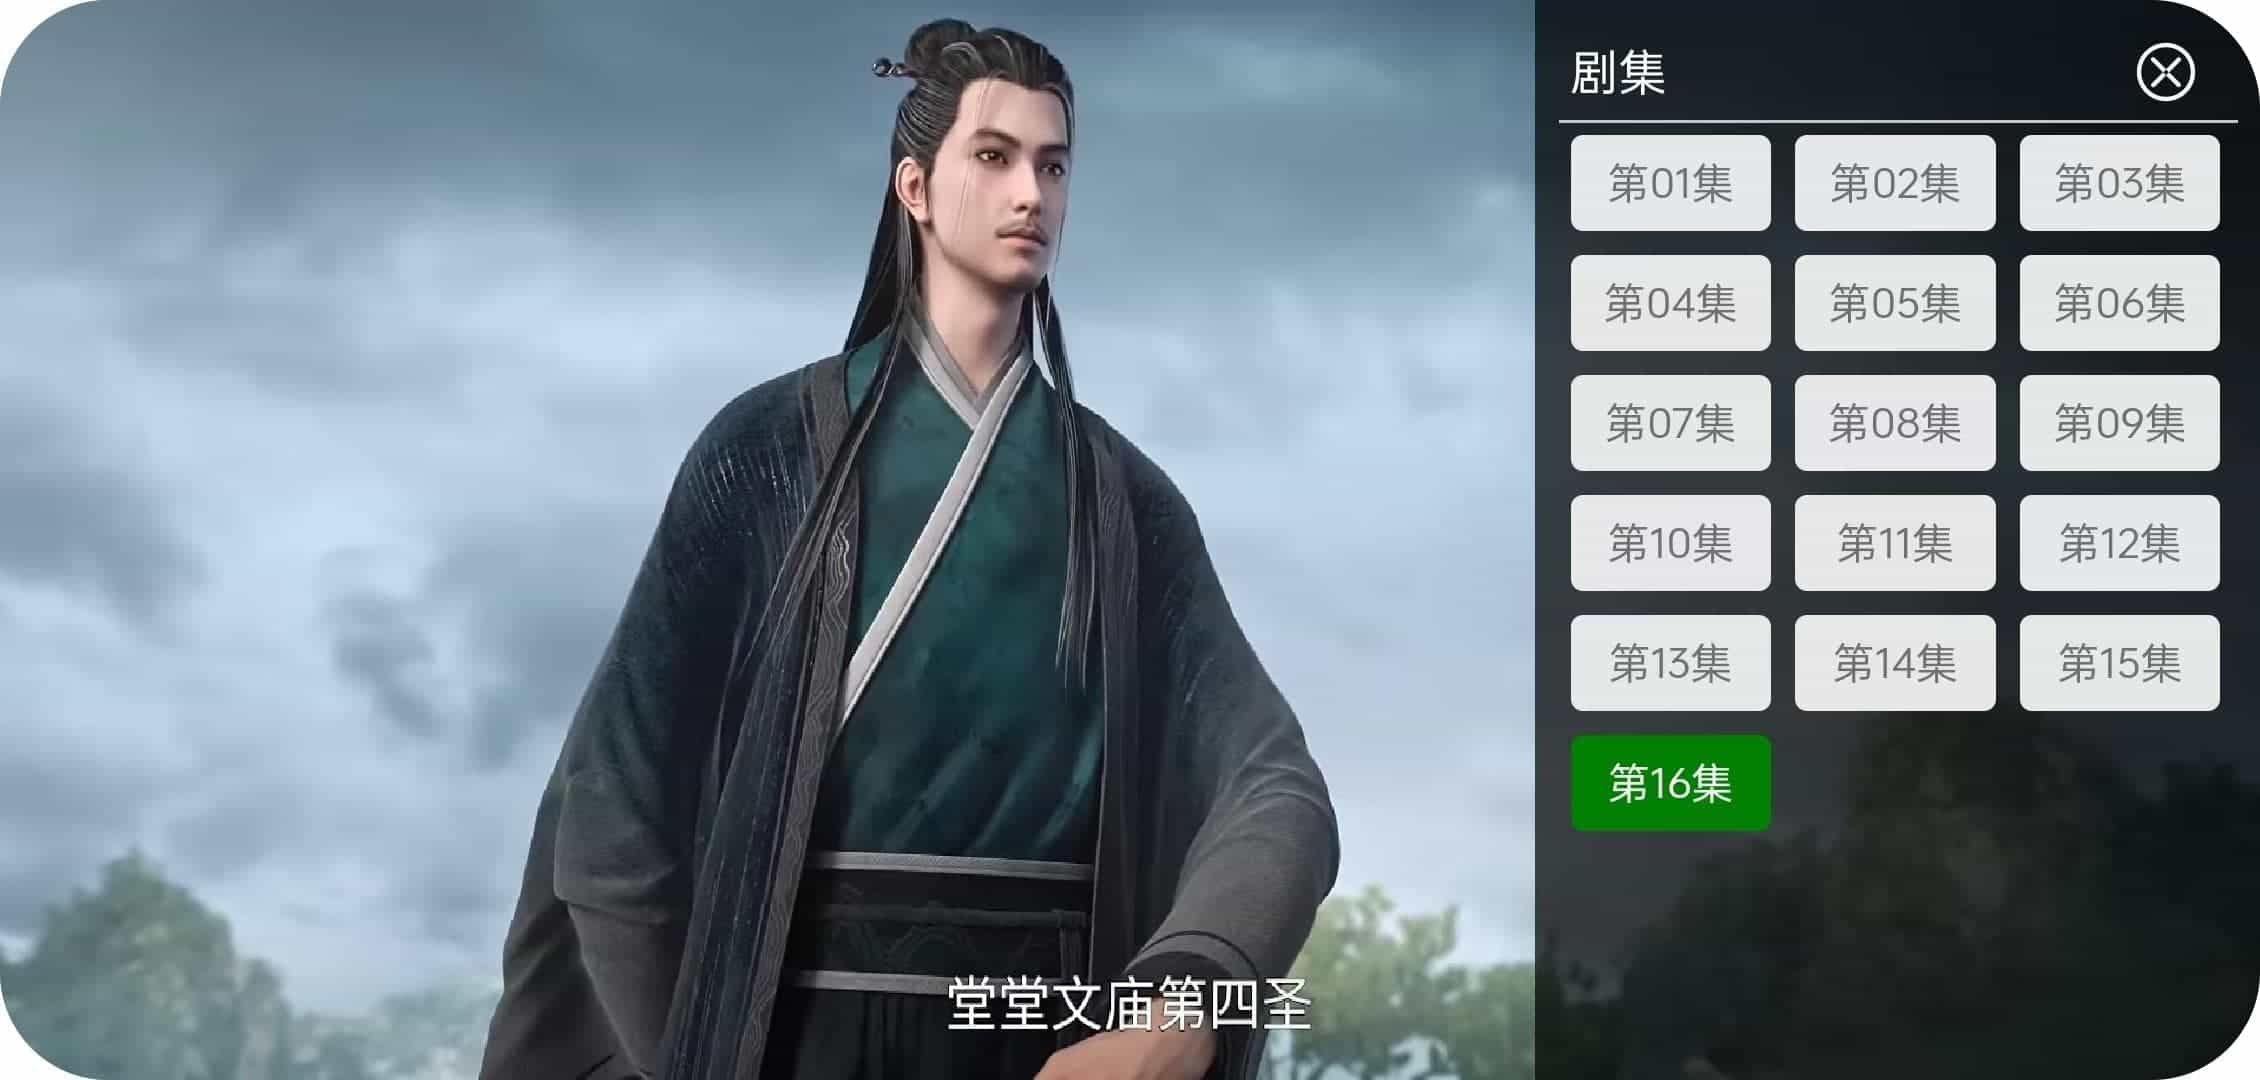 堂堂文庙第四圣
剧集
第01集 第02集 第03集
第04集 第05集 第06集
第07集 第08集 第09集
第10集 第11集 第12集
第13集 第14集 第15集
第16集